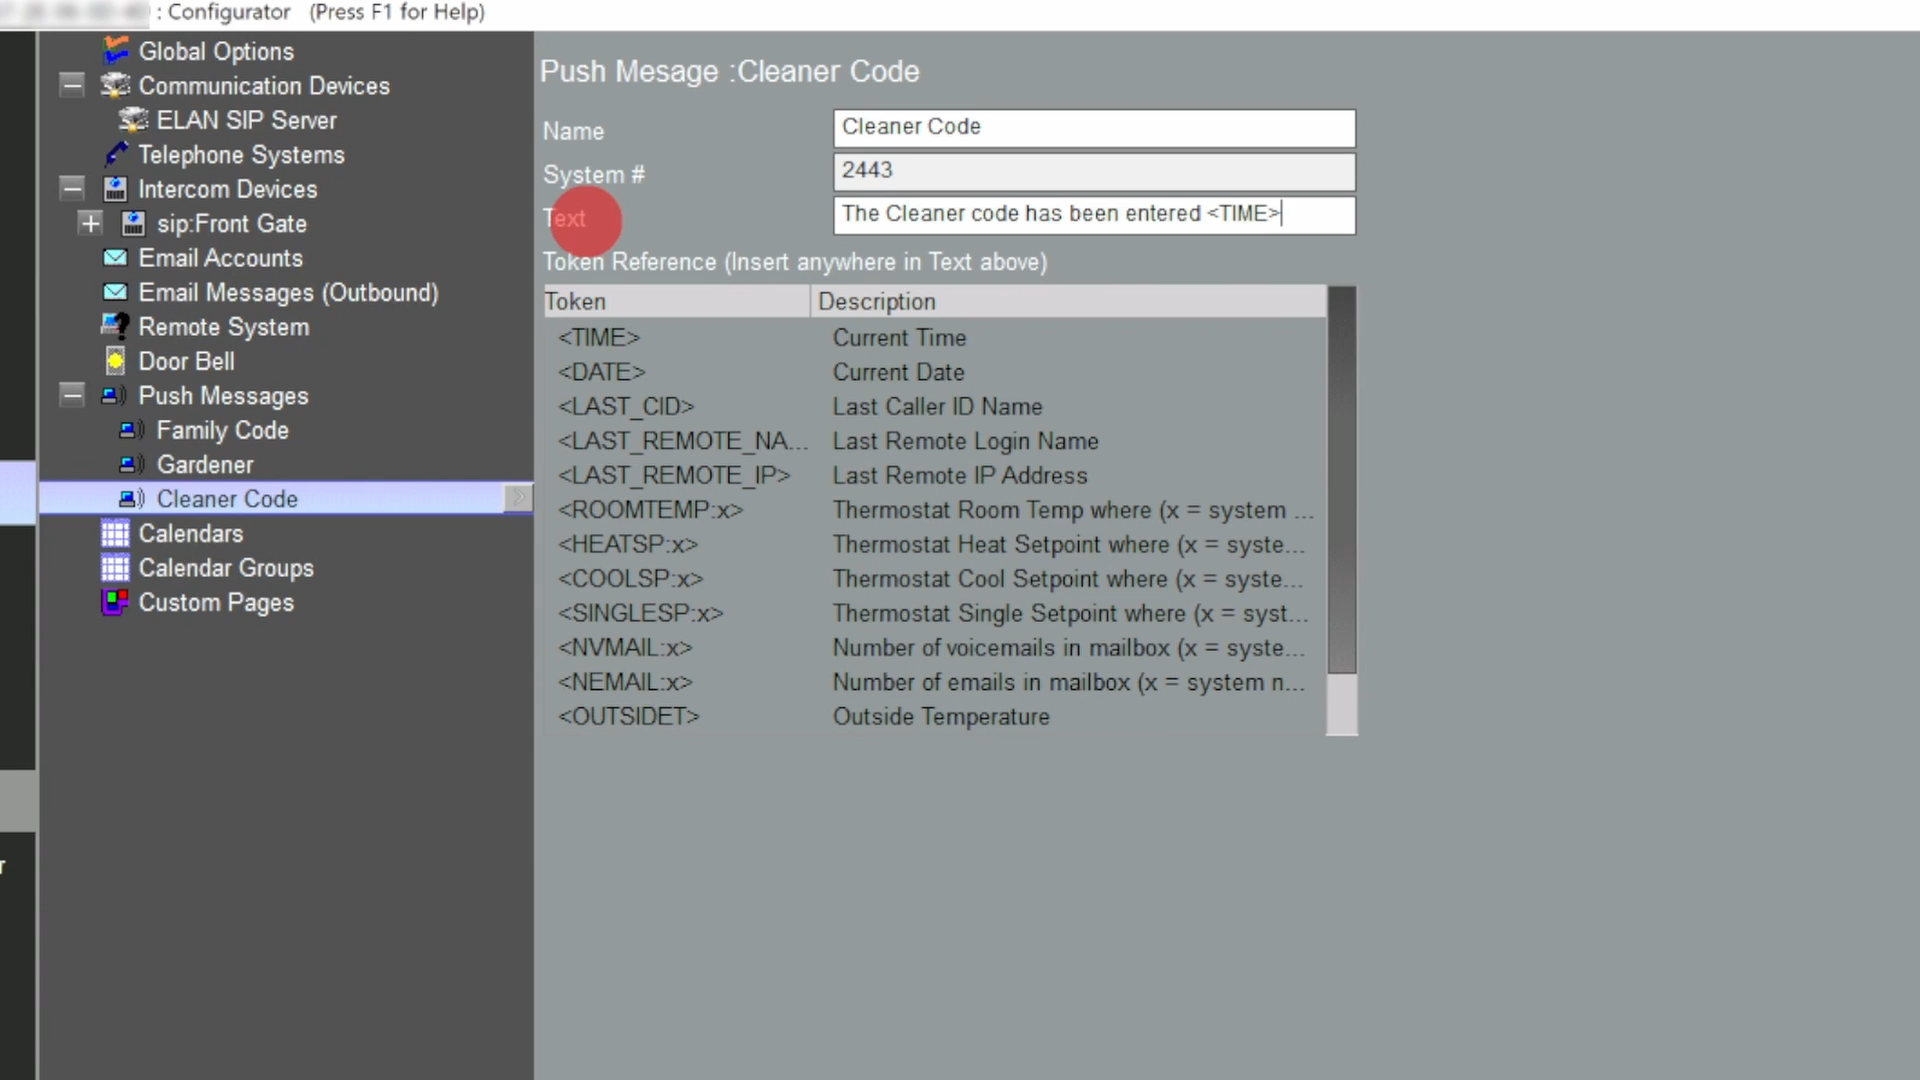 : Configurator (Press F1 for Help)
Global Options
Communication Devices
ELAN SIP Server
Telephone Systems
Intercom Devices
sip:Front Gate
Email Accounts
Email Messages (Outbound)
Remote System
Door Bell
Push Messages
Family Code
Gardener
Cleaner Code
Calendars
Calendar Groups
Custom Pages
r
Push Mesage :Cleaner Code
Name Cleaner Code
System # 2443
Text The Cleaner code has been entered <TIME>
Token Reference (Insert anywhere in Text above)
Token Description
<TIME> Current Time
<DATE> Current Date
<LAST_CID> Last Caller ID Name
<LAST_REMOTE_NA... Last Remote Login Name
<LAST_REMOTE_IP> Last Remote IP Address
<ROOMTEMP:x> Thermostat Room Temp where (x = system ...
<HEATSP:x> Thermostat Heat Setpoint where (x = syste...
<COOLSP:x> Thermostat Cool Setpoint where (x = syste...
<SINGLESP:x> Thermostat Single Setpoint where (x = syst...
<NVMAIL:x> Number of voicemails in mailbox (x = syste...
<NEMAIL:x> Number of emails in mailbox (x = system n...
<OUTSIDET> Outside Temperature